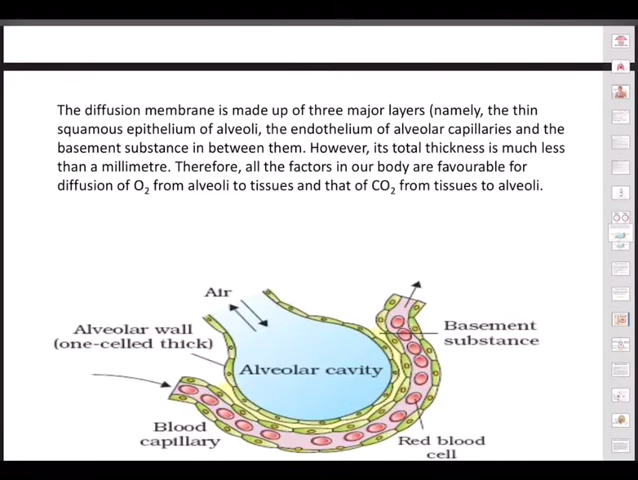 The diffusion membrane is made up of three major layers (namely, the thin
squamous epithelium of alveoli, the endothelium of alveolar capillaries and the
basement substance in between them. However, its total thickness is much less
than a millimetre. Therefore, all the factors in our body are favourable for
diffusion of O₂ from alveoli to tissues and that of CO₂ from tissues to alveoli.
Air
Alveolar wall
(one-celled thick)
Basement
substance
Alveolar cavity
Blood
capillary
Red blood
cell